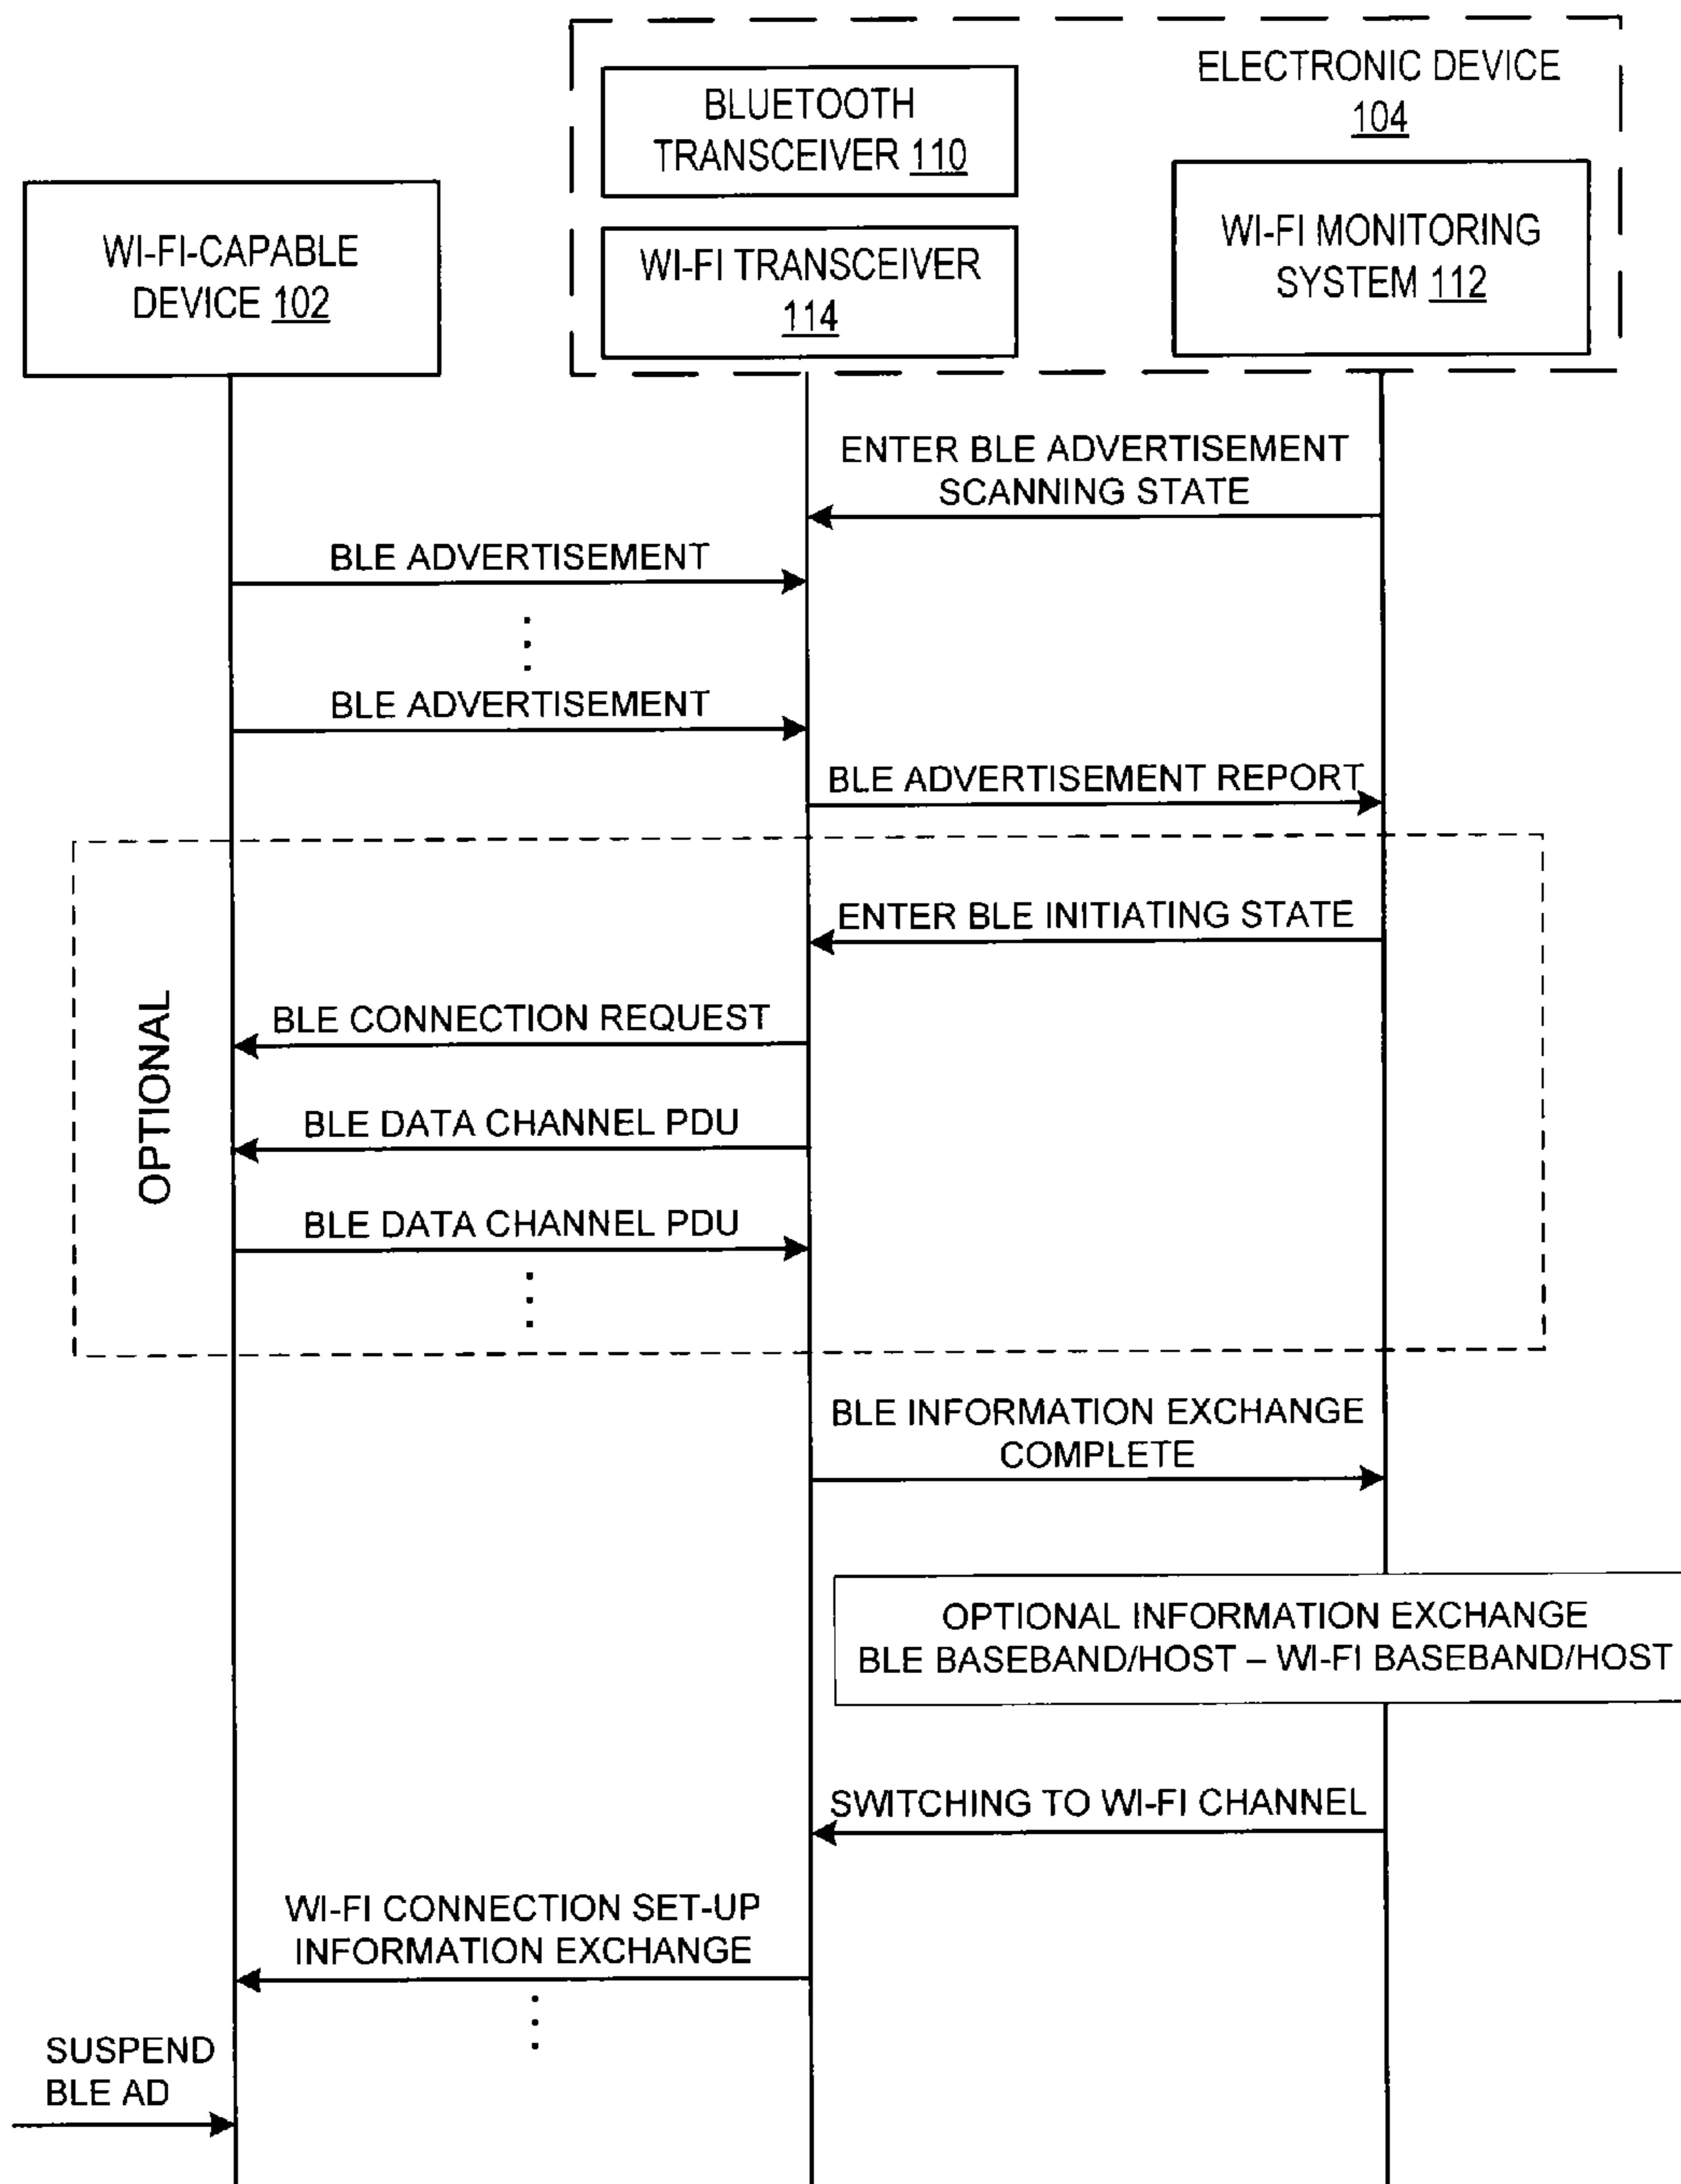 ELECTRONIC DEVICE
104
BLUETOOTH
TRANSCEIVER 110
WI-FI-CAPABLE
DEVICE 102
WI-FI TRANSCEIVER
114
WI-FI MONITORING
SYSTEM 112
ENTER BLE ADVERTISEMENT
SCANNING STATE
BLE ADVERTISEMENT
BLE ADVERTISEMENT
BLE ADVERTISEMENT REPORT
OPTIONAL
ENTER BLE INITIATING STATE
BLE CONNECTION REQUEST
BLE DATA CHANNEL PDU
BLE DATA CHANNEL PDU
BLE INFORMATION EXCHANGE
COMPLETE
OPTIONAL INFORMATION EXCHANGE
BLE BASEBAND/HOST – WI-FI BASEBAND/HOST
SWITCHING TO WI-FI CHANNEL
WI-FI CONNECTION SET-UP
INFORMATION EXCHANGE
SUSPEND
BLE AD